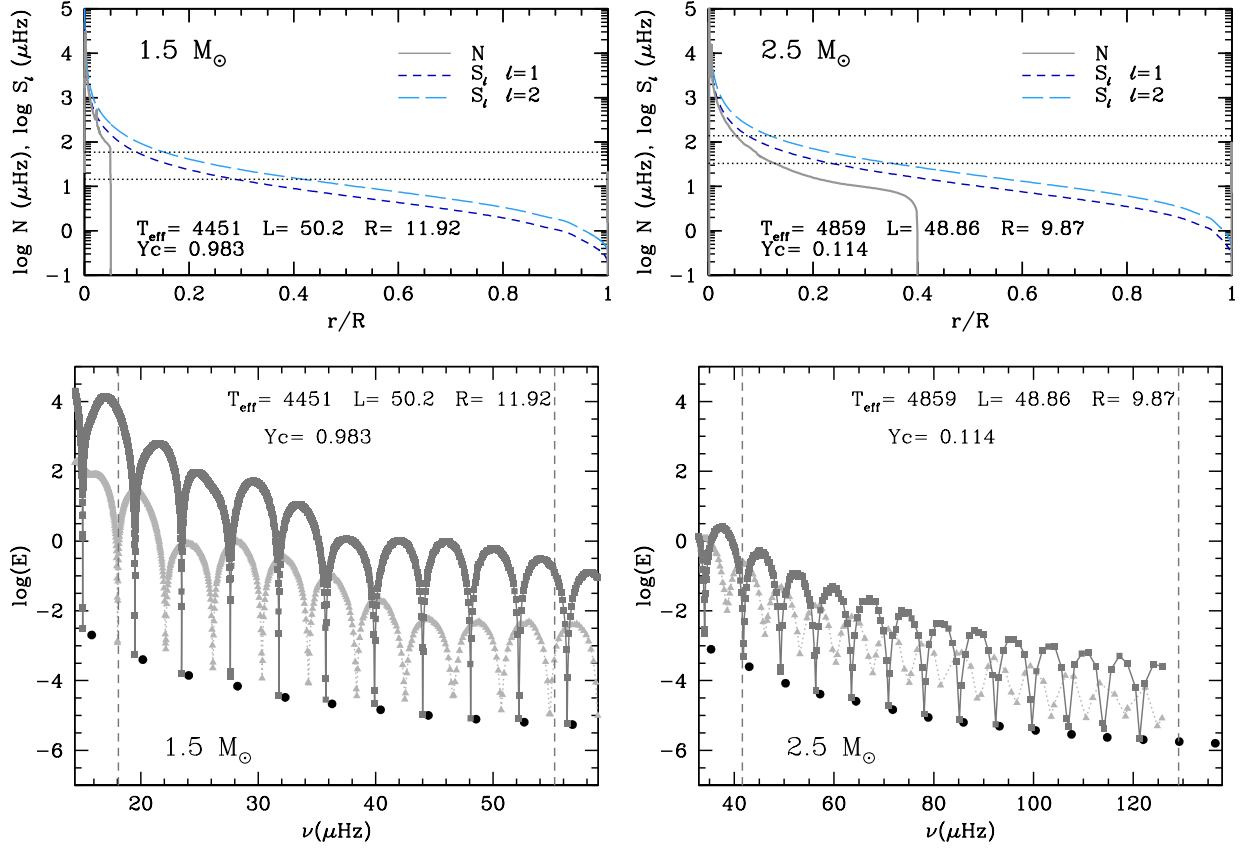 log N (μHz), log S_ℓ (μHz)
5
4
3
2
1
0
−1
1.5 M⊙
N
S_ℓ ℓ=1
S_ℓ ℓ=2
T_eff= 4451 L= 50.2 R= 11.92
Yc= 0.983
0 0.2 0.4 0.6 0.8 1
r/R
log N (μHz), log S_ℓ (μHz)
5
4
3
2
1
0
−1
2.5 M⊙
N
S_ℓ ℓ=1
S_ℓ ℓ=2
T_eff= 4859 L= 48.86 R= 9.87
Yc= 0.114
0 0.2 0.4 0.6 0.8 1
r/R
log(E)
4
2
0
−2
−4
−6
T_eff= 4451 L= 50.2 R= 11.92
Yc= 0.983
1.5 M⊙
20 30 40 50
ν(μHz)
log(E)
4
2
0
−2
−4
−6
T_eff= 4859 L= 48.86 R= 9.87
Yc= 0.114
2.5 M⊙
40 60 80 100 120
ν(μHz)